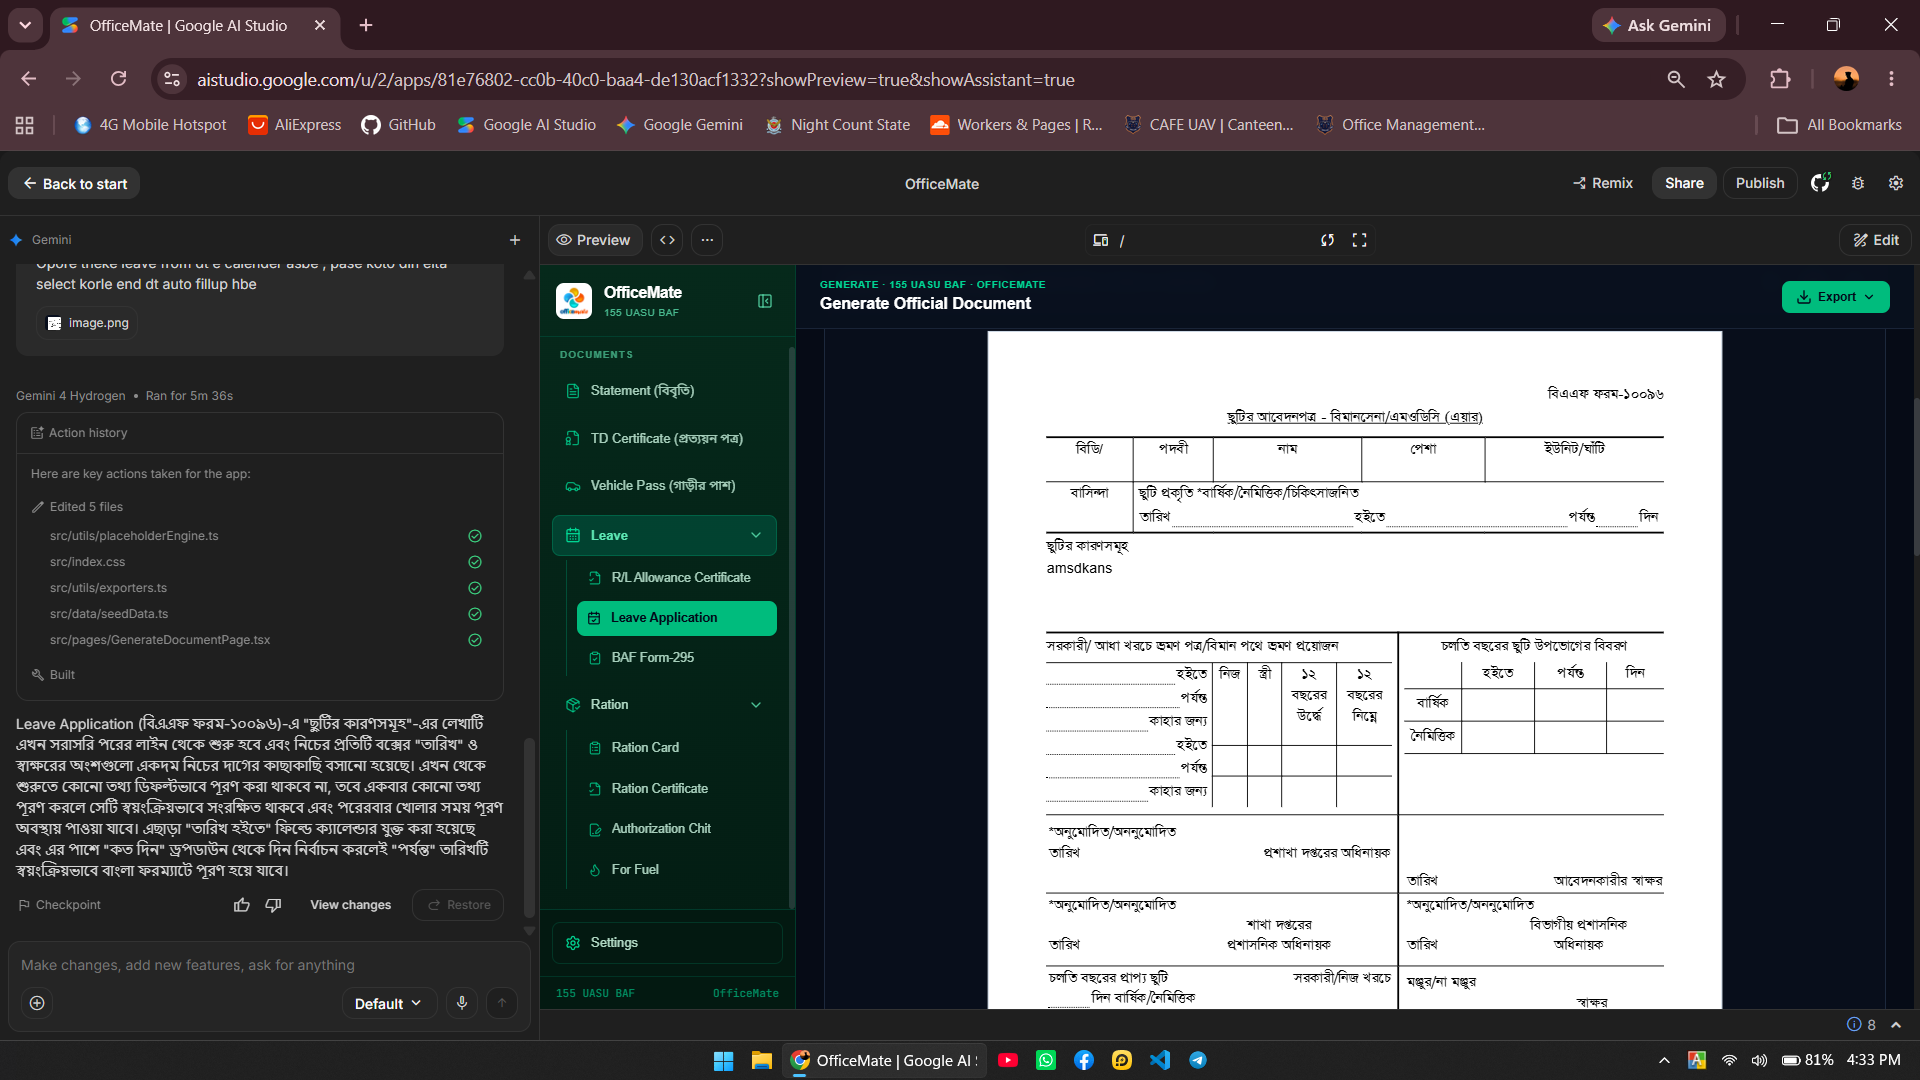 OfficeMate | Google AI Studio
Ask Gemini
aistudio.google.com/u/2/apps/81e76802-cc0b-40c0-baa4-de130acf1332?showPreview=true&showAssistant=true
4G Mobile Hotspot
AliExpress
GitHub
Google AI Studio
Google Gemini
Night Count State
Workers & Pages | R...
CAFE UAV | Canteen...
Office Management...
All Bookmarks
Back to start
OfficeMate
Remix
Share
Publish
Gemini
Preview
/
Edit
Opore theke leave from dt e calender asbe , pase koto din eita
select korle end dt auto fillup hbe
image.png
Gemini 4 Hydrogen • Ran for 5m 36s
Action history
Here are key actions taken for the app:
Edited 5 files
src/utils/placeholderEngine.ts
src/index.css
src/utils/exporters.ts
src/data/seedData.ts
src/pages/GenerateDocumentPage.tsx
Built
Leave Application (বিএএফ ফরম-১০০৯৬)-এ "ছুটির কারণসমূহ"-এর লেখাটি
এখন সরাসরি পরের লাইন থেকে শুরু হবে এবং নিচের প্রতিটি বক্সের "তারিখ" ও
স্বাক্ষরের অংশগুলো একদম নিচের দাগের কাছাকাছি বসানো হয়েছে। এখন থেকে
শুরুতে কোনো তথ্য ডিফল্টভাবে পূরণ করা থাকবে না, তবে একবার কোনো তথ্য
পূরণ করলে সেটি স্বয়ংক্রিয়ভাবে সংরক্ষিত থাকবে এবং পরেরবার খোলার সময় পূরণ
অবস্থায় পাওয়া যাবে। এছাড়া "তারিখ হইতে" ফিল্ডে ক্যালেন্ডার যুক্ত করা হয়েছে
এবং এর পাশে "কত দিন" ড্রপডাউন থেকে দিন নির্বাচন করলেই "পর্যন্ত" তারিখটি
স্বয়ংক্রিয়ভাবে বাংলা ফরম্যাটে পূরণ হয়ে যাবে।
Checkpoint
View changes
Restore
Make changes, add new features, ask for anything
Default
OfficeMate
155 UASU BAF
DOCUMENTS
Statement (বিবৃতি)
TD Certificate (প্রত্যয়ন পত্র)
Vehicle Pass (গাড়ীর পাশ)
Leave
R/L Allowance Certificate
Leave Application
BAF Form-295
Ration
Ration Card
Ration Certificate
Authorization Chit
For Fuel
Settings
155 UASU BAF
OfficeMate
GENERATE · 155 UASU BAF · OFFICEMATE
Generate Official Document
Export
বিএএফ ফরম-১০০৯৬
ছুটির আবেদনপত্র - বিমানসেনা/এমওডিসি (এয়ার)
বিডি/ পদবী নাম পেশা ইউনিট/ঘাঁটি
বাসিন্দা ছুটি প্রকৃতি *বার্ষিক/নৈমিত্তিক/চিকিৎসাজনিত
তারিখ হইতে পর্যন্ত দিন
ছুটির কারণসমূহ
amsdkans
সরকারী/ আধা খরচে ভ্রমণ পত্র/বিমান পথে ভ্রমণ প্রয়োজন
হইতে নিজ স্ত্রী ১২ ১২
পর্যন্ত বছরের বছরের
কাহার জন্য উর্দ্ধে নিম্নে
হইতে
পর্যন্ত
কাহার জন্য
চলতি বছরের ছুটি উপভোগের বিবরণ
হইতে পর্যন্ত দিন
বার্ষিক
নৈমিত্তিক
*অনুমোদিত/অননুমোদিত
তারিখ প্রশাখা দপ্তরের অধিনায়ক
তারিখ আবেদনকারীর স্বাক্ষর
*অনুমোদিত/অননুমোদিত
শাখা দপ্তরের
তারিখ প্রশাসনিক অধিনায়ক
*অনুমোদিত/অননুমোদিত
বিভাগীয় প্রশাসনিক
তারিখ অধিনায়ক
চলতি বছরের প্রাপ্য ছুটি সরকারী/নিজ খরচে
দিন বার্ষিক/নৈমিত্তিক
মঞ্জুর/না মঞ্জুর
স্বাক্ষর
8
OfficeMate | Google AI
81%
4:33 PM